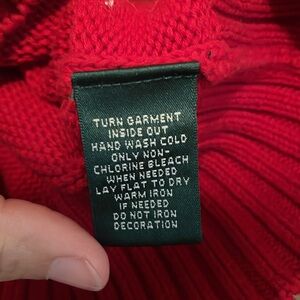 TURN GARMENT
INSIDE OUT
HAND WASH COLD
ONLY NON-
CHLORINE BLEACH
WHEN NEEDED
LAY FLAT TO DRY
WARM IRON
IF NEEDED
DO NOT IRON
DECORATION